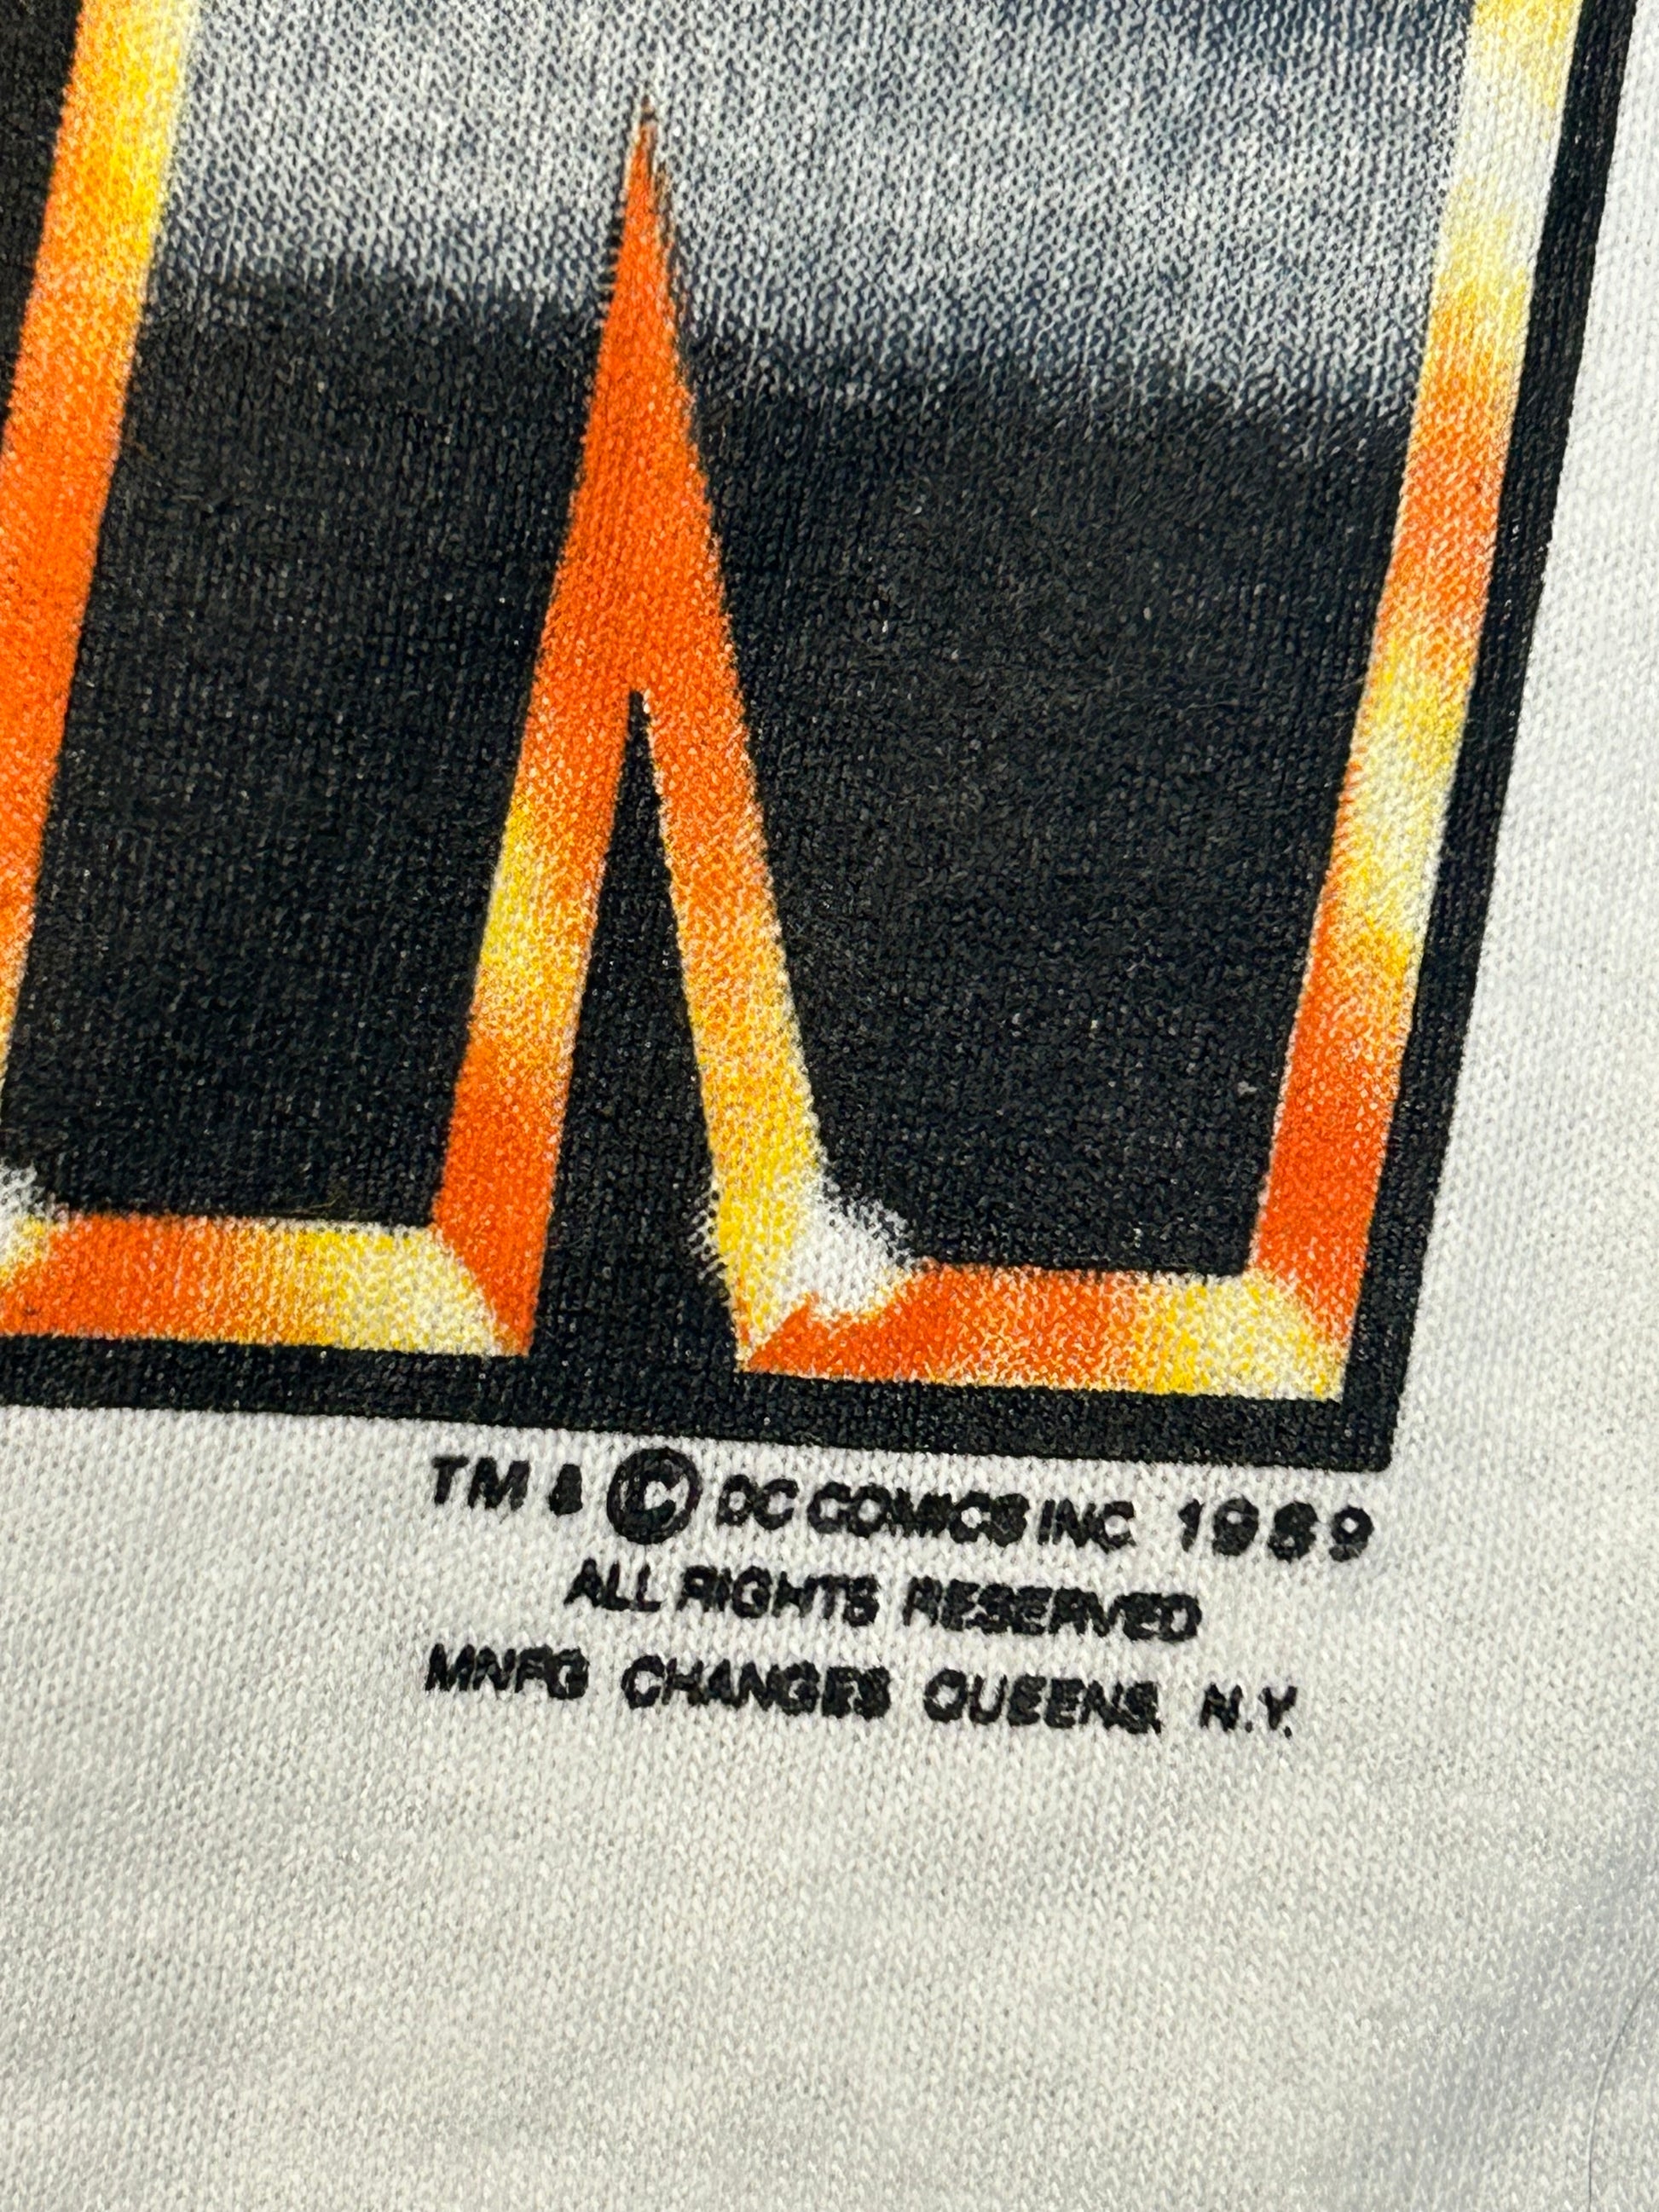 TM & © DC COMICS INC 1989
ALL RIGHTS RESERVED
MNFG CHANGES QUEENS, N.Y.